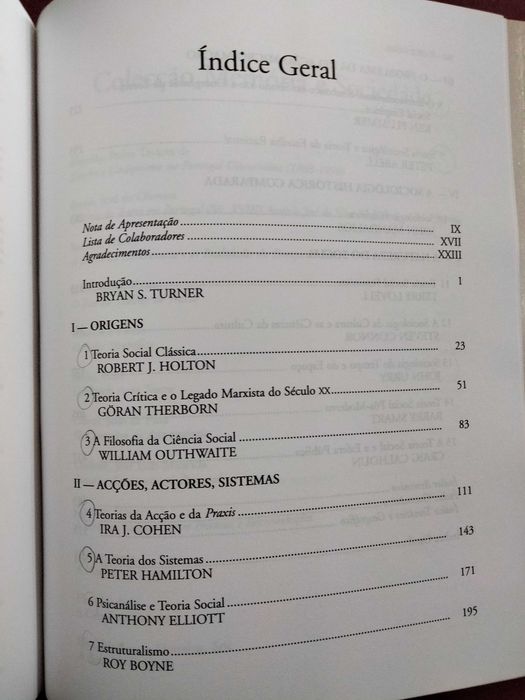 Índice Geral
Nota de Apresentação IX
Lista de Colaboradores XVII
Agradecimentos XXIII
Introdução 1
BRYAN S. TURNER
I — ORIGENS
1 Teoria Social Clássica 23
ROBERT J. HOLTON
2 Teoria Crítica e o Legado Marxista do Século XX 51
GÖRAN THERBORN
3 A Filosofia da Ciência Social 83
WILLIAM OUTHWAITE
II — ACÇÕES, ACTORES, SISTEMAS
4 Teorias da Acção e da Praxis 111
IRA J. COHEN
5 A Teoria dos Sistemas 143
PETER HAMILTON
6 Psicanálise e Teoria Social 171
ANTHONY ELLIOTT
7 Estruturalismo 195
ROY BOYNE